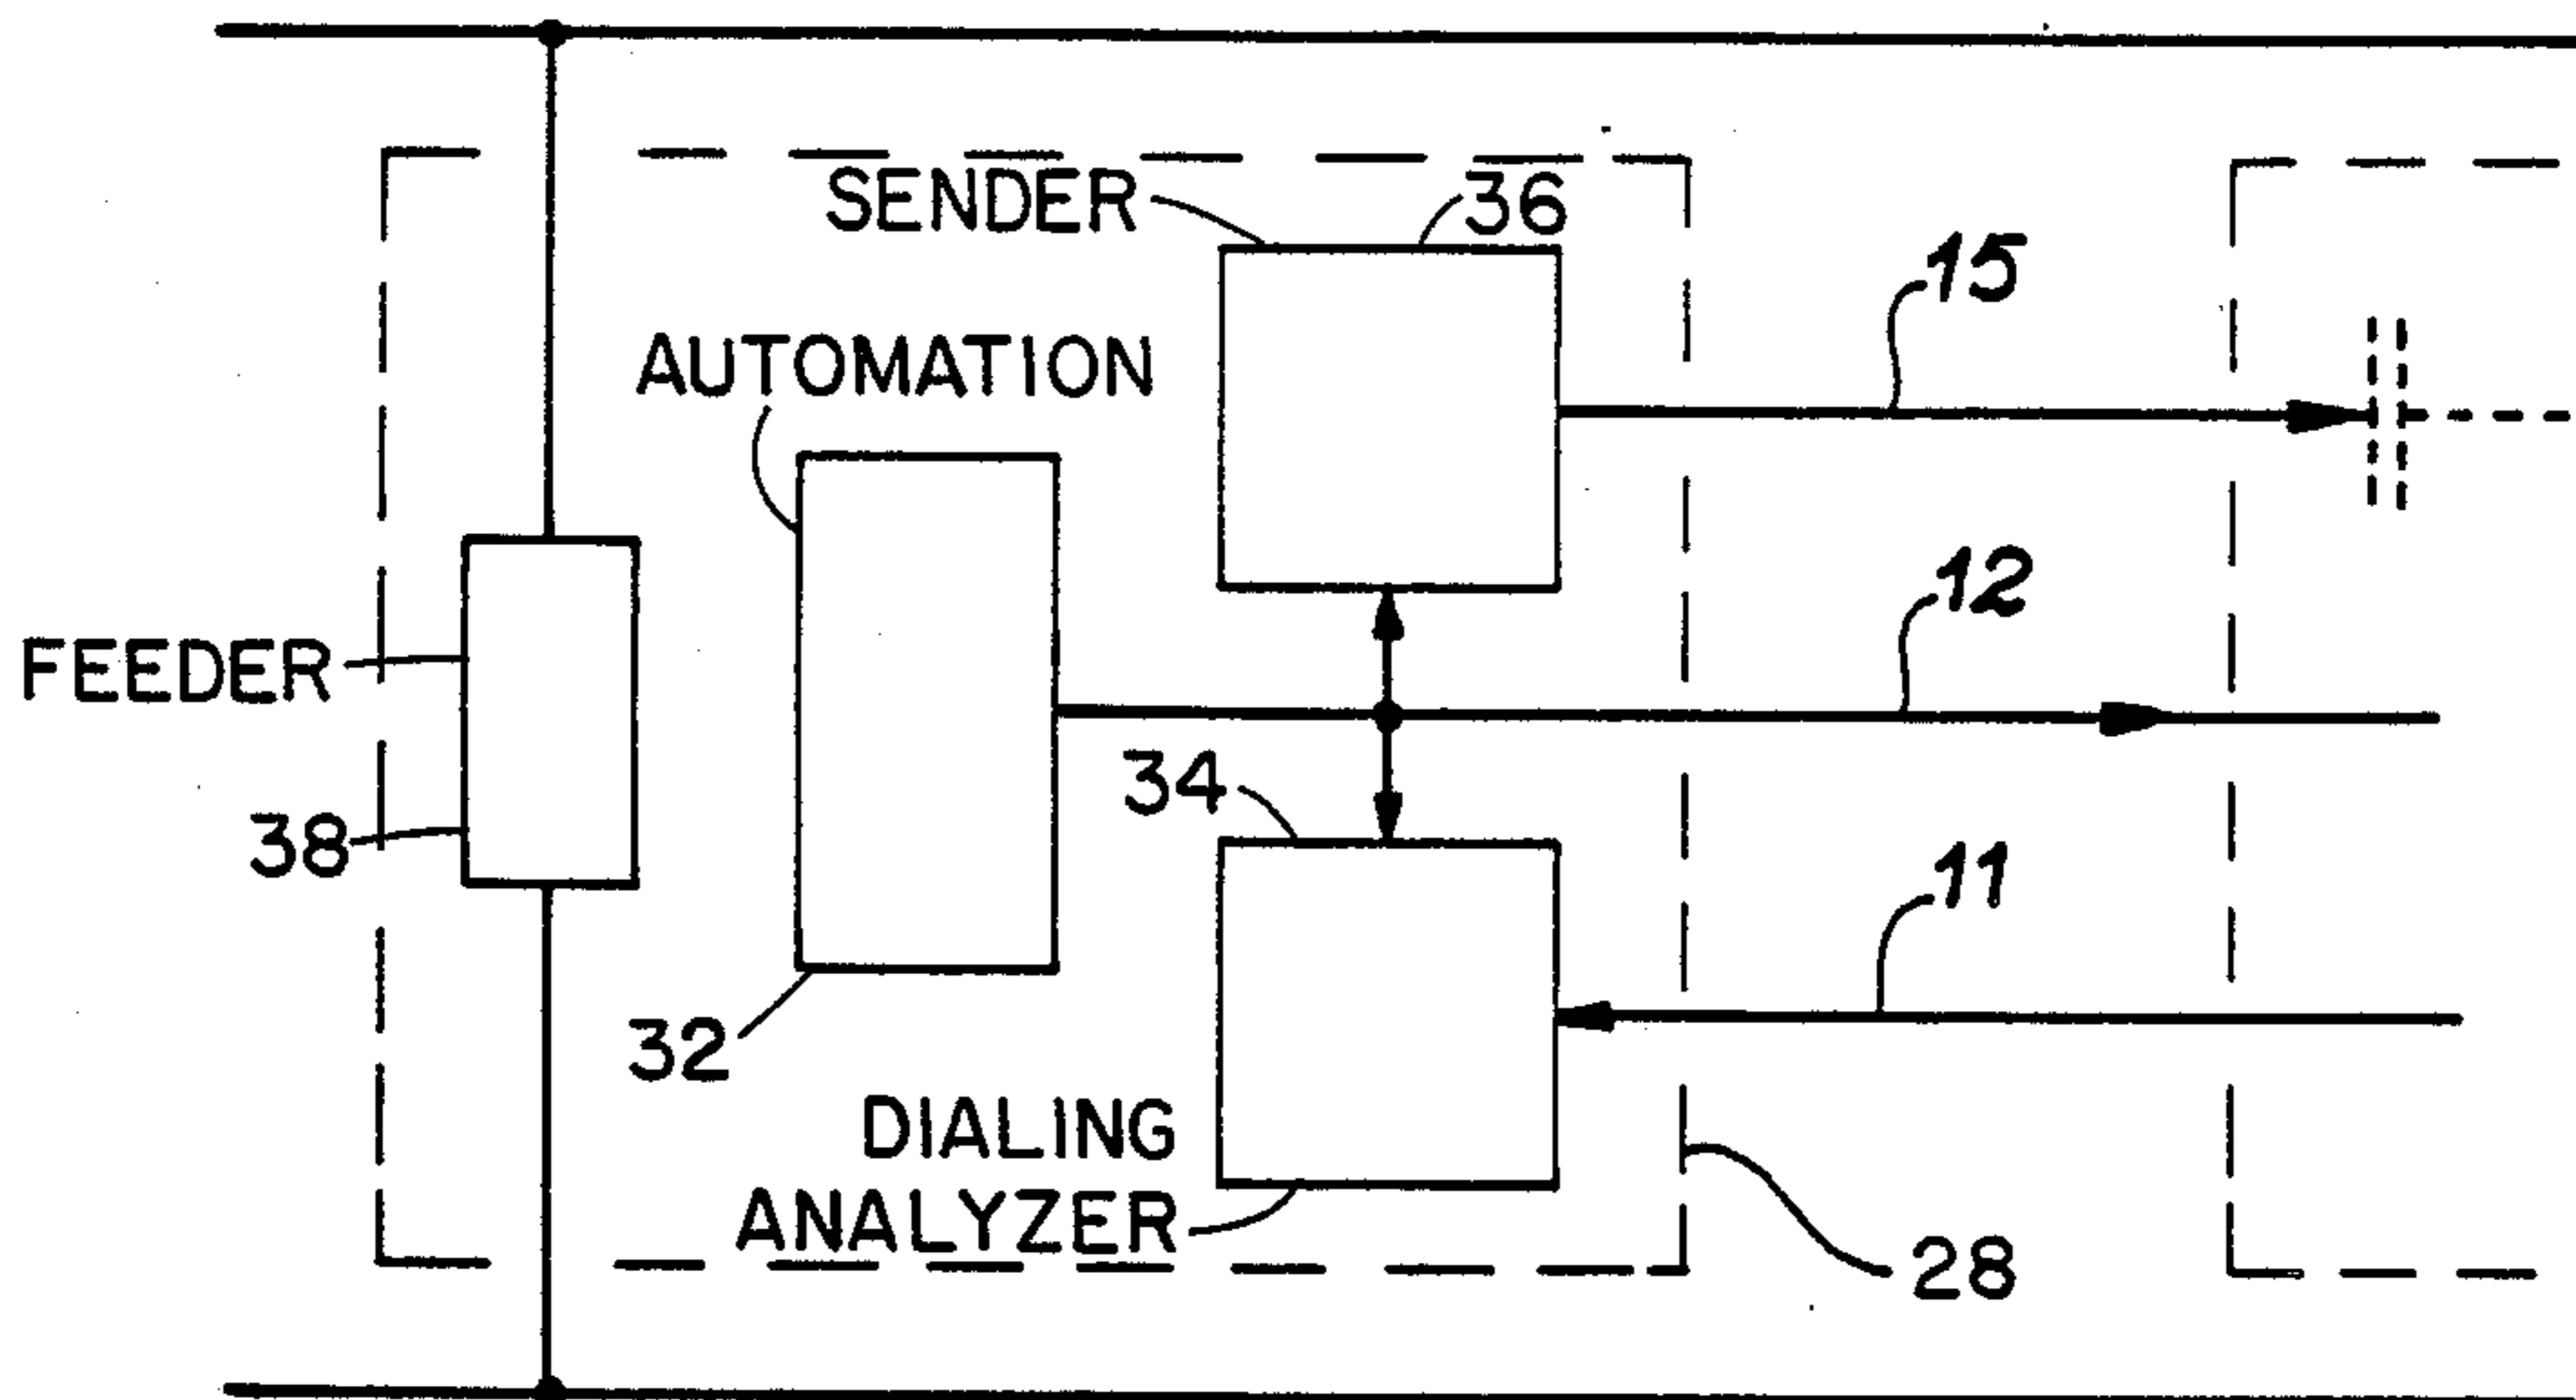 SENDER
36
15
AUTOMATION
12
FEEDER
34
38
11
32
DIALING
ANALYZER
28